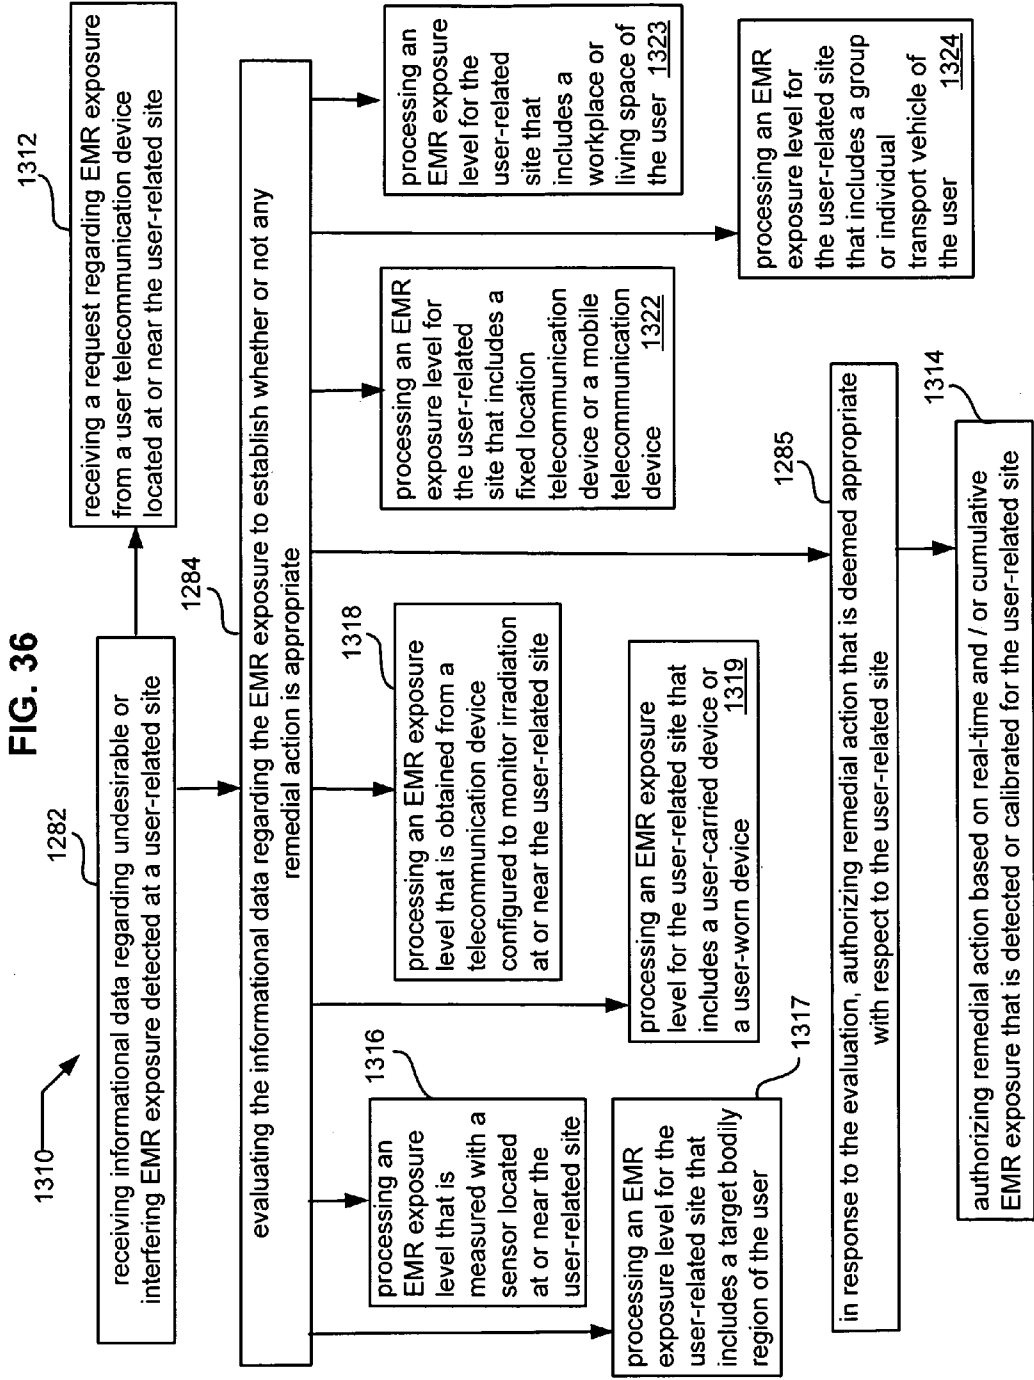 FIG. 36
1310
1282
receiving informational data regarding undesirable or
interfering EMR exposure detected at a user-related site
1312
receiving a request regarding EMR exposure
from a user telecommunication device
located at or near the user-related site
1284
evaluating the informational data regarding the EMR exposure to establish whether or not any
remedial action is appropriate
1316
processing an
EMR exposure
level that is
measured with a
sensor located
at or near the
user-related site
1318
processing an EMR exposure
level that is obtained from a
telecommunication device
configured to monitor irradiation
at or near the user-related site
processing an EMR
exposure level for
the user-related
site that includes a
fixed location
telecommunication
device or a mobile
telecommunication
device 1322
processing an
EMR exposure
level for the
user-related
site that
includes a
workplace or
living space of
the user 1323
1317
processing an EMR
exposure level for the
user-related site that
includes a target bodily
region of the user
processing an EMR exposure
level for the user-related site that
includes a user-carried device or
a user-worn device 1319
processing an EMR
exposure level for
the user-related site
that includes a group
or individual
transport vehicle of
the user 1324
1285
in response to the evaluation, authorizing remedial action that is deemed appropriate
with respect to the user-related site
1314
authorizing remedial action based on real-time and / or cumulative
EMR exposure that is detected or calibrated for the user-related site